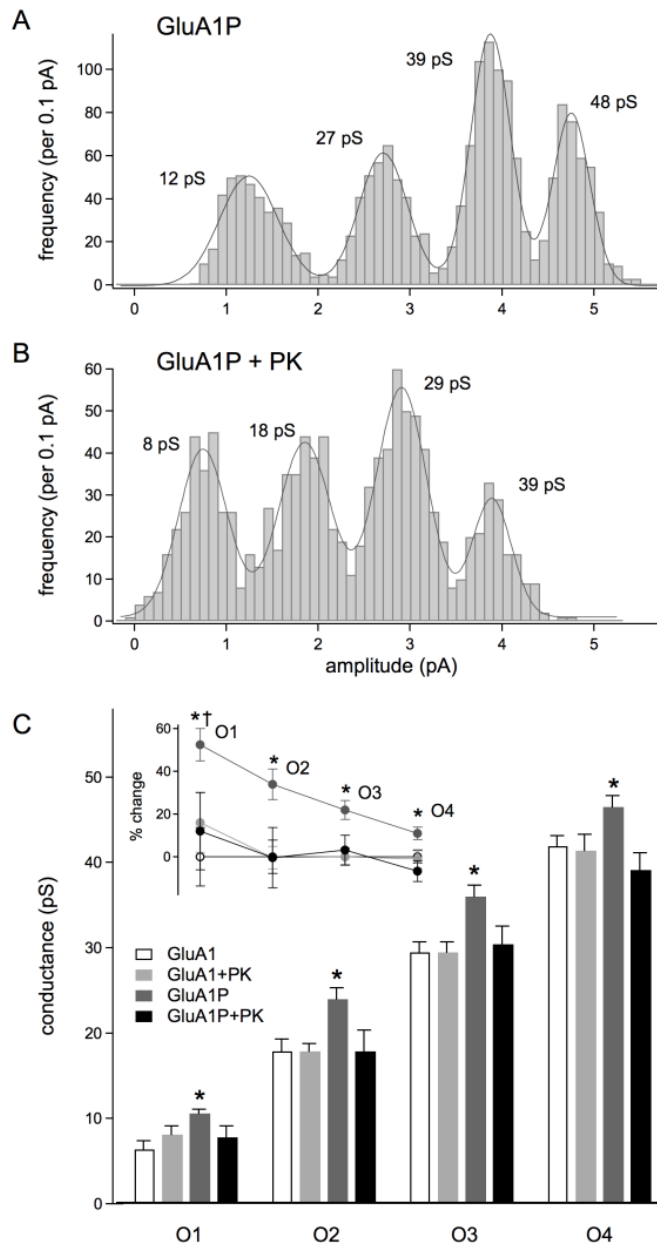 A
GluA1P
frequency (per 0.1 pA)
100
80
60
40
20
0
12 pS
27 pS
39 pS
48 pS
0 1 2 3 4 5
B
GluA1P + PK
frequency (per 0.1 pA)
60
50
40
30
20
10
0
8 pS
18 pS
29 pS
39 pS
0 1 2 3 4 5
amplitude (pA)
C
conductance (pS)
50
40
30
20
10
0
% change
60
40
20
0
*† O1
* O2
* O3
* O4
GluA1
GluA1+PK
GluA1P
GluA1P+PK
*
*
*
*
O1 O2 O3 O4